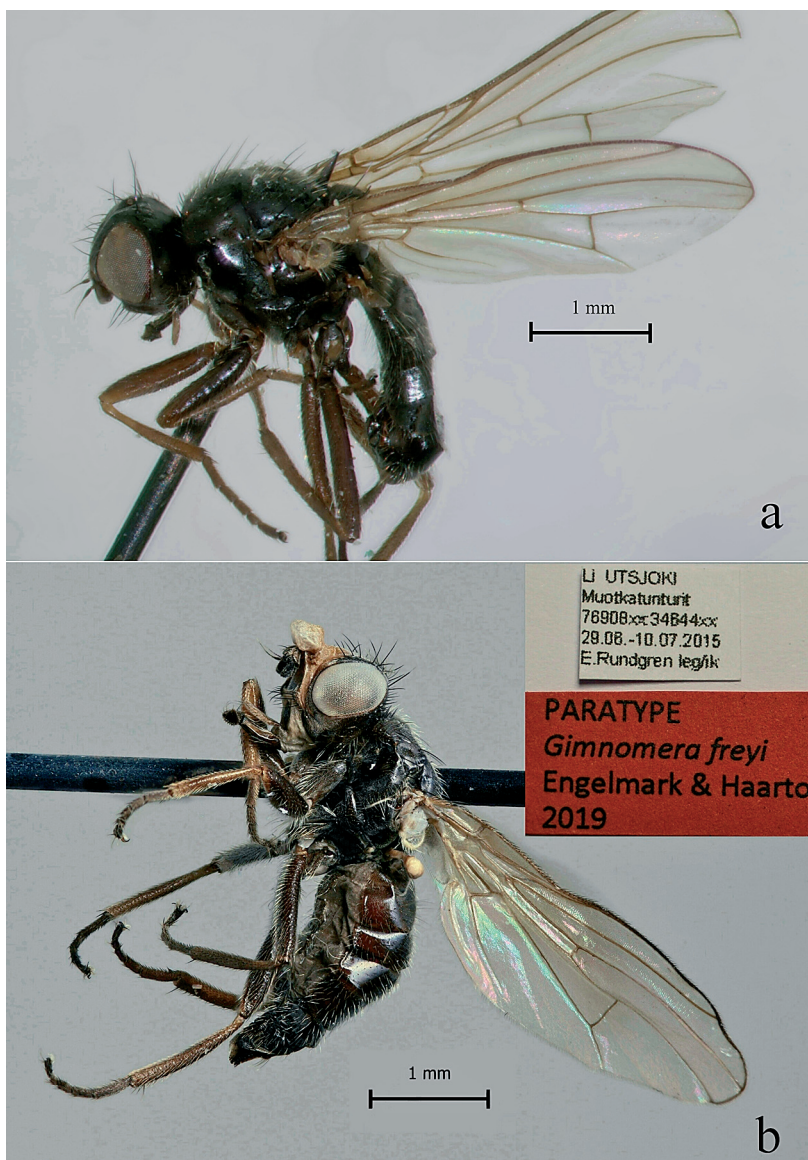 1 mm
a
Li UTSJOKI
Muotkatunturit
76908xx:34644xx
29.06.-10.07.2015
E.Rundgren leg/ik
PARATYPE
Gimnomera freyi
Engelmark & Haarto
2019
1 mm
b